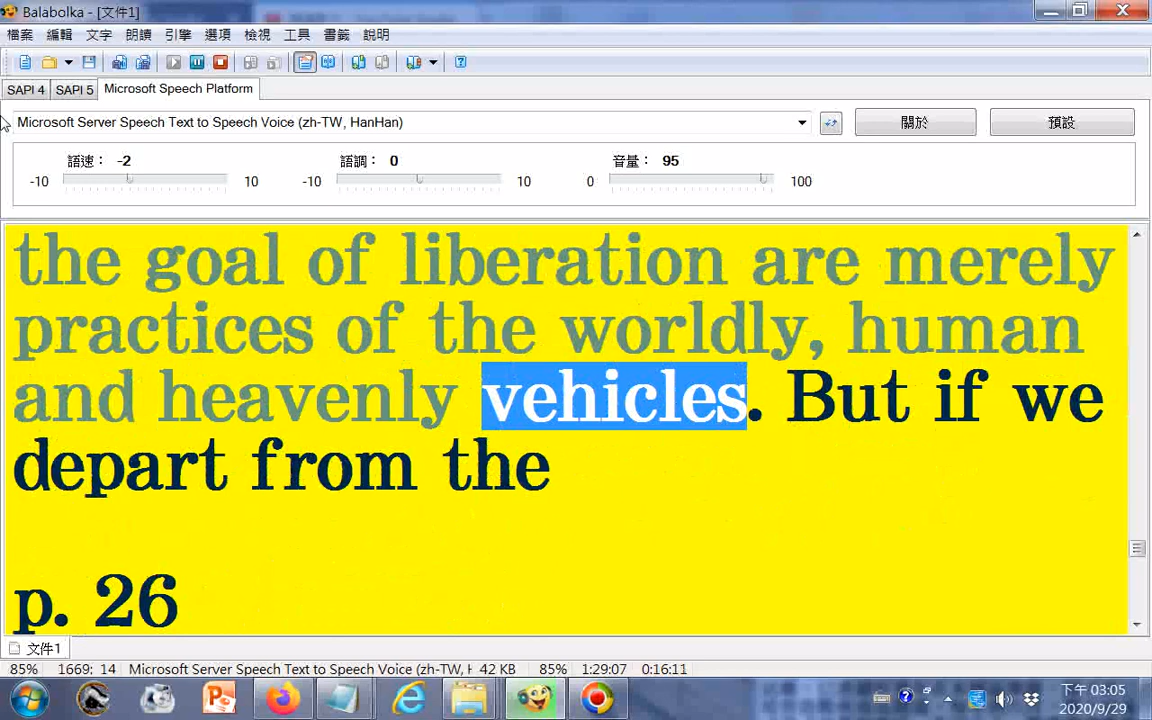 Balabolka - [文件1]
檔案 編輯 文字 朗讀 引擎 選項 檢視 工具 書籤 說明
SAPI 4 SAPI 5 Microsoft Speech Platform
Microsoft Server Speech Text to Speech Voice (zh-TW, HanHan) 關於 預設
語速： -2 語調： 0 音量： 95
-10 10 -10 10 0 100
the goal of liberation are merely
practices of the worldly, human
and heavenly vehicles. But if we
depart from the
p. 26
文件1
85% 1669: 14 Microsoft Server Speech Text to Speech Voice (zh-TW, 42 KB 85% 1:29:07 0:16:11
下午 03:05
2020/9/29